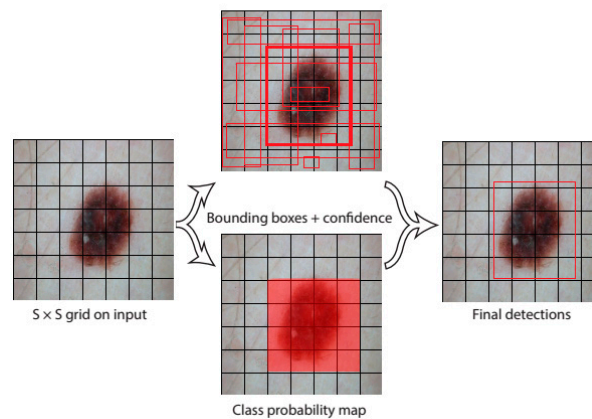 Bounding boxes + confidence
S × S grid on input
Final detections
Class probability map